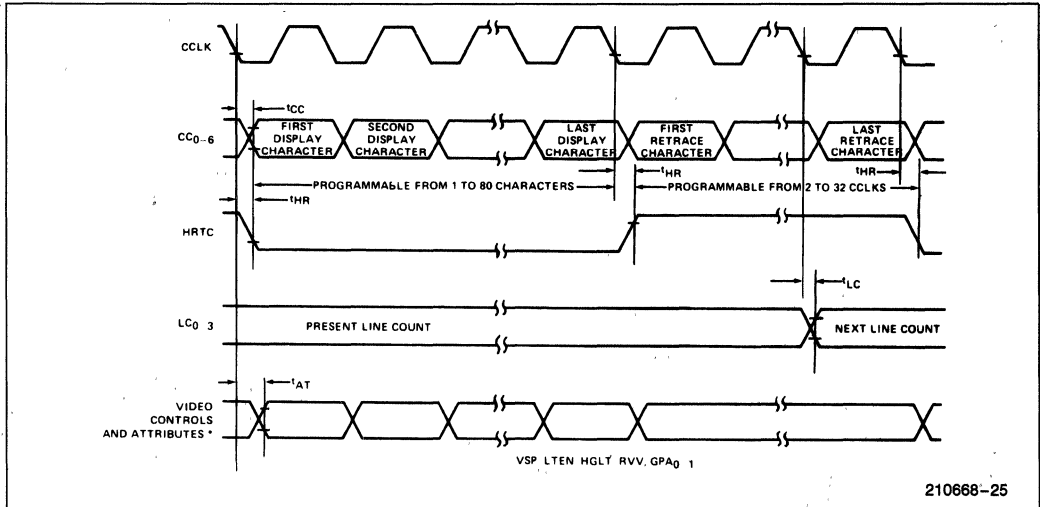 CCLK
tCC
CC0-6
FIRST DISPLAY CHARACTER
SECOND DISPLAY CHARACTER
LAST DISPLAY CHARACTER
FIRST RETRACE CHARACTER
LAST RETRACE CHARACTER
tHR
tHR
PROGRAMMABLE FROM 1 TO 80 CHARACTERS
PROGRAMMABLE FROM 2 TO 32 CCLKS
tHR
HRTC
tLC
LC0 3
PRESENT LINE COUNT
NEXT LINE COUNT
tAT
VIDEO
CONTROLS
AND ATTRIBUTES *
VSP LTEN HGLT RVV, GPA0 1
210668-25